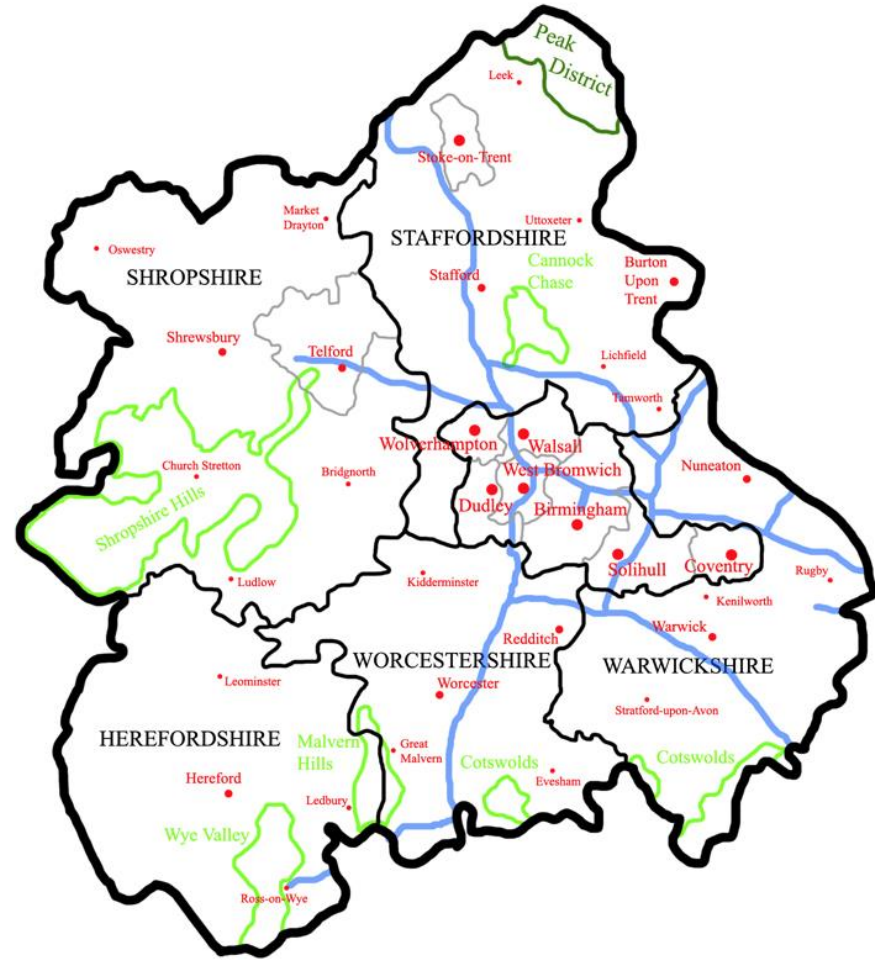 Peak
District
Leek
Stoke-on-Trent
Market
Drayton
Uttoxeter
STAFFORDSHIRE
Oswestry
SHROPSHIRE
Cannock
Chase
Burton
Upon
Trent
Stafford
Shrewsbury
Telford
Lichfield
Tamworth
Wolverhampton
Walsall
Church Stretton
Bridgnorth
West Bromwich
Nuneaton
Dudley
Birmingham
Shropshire Hills
Solihull
Coventry
Rugby
Ludlow
Kidderminster
Kenilworth
Redditch
Warwick
WORCESTERSHIRE
WARWICKSHIRE
Leominster
Worcester
Stratford-upon-Avon
HEREFORDSHIRE
Malvern
Hills
Great
Malvern
Cotswolds
Cotswolds
Evesham
Hereford
Ledbury
Wye Valley
Ross-on-Wye